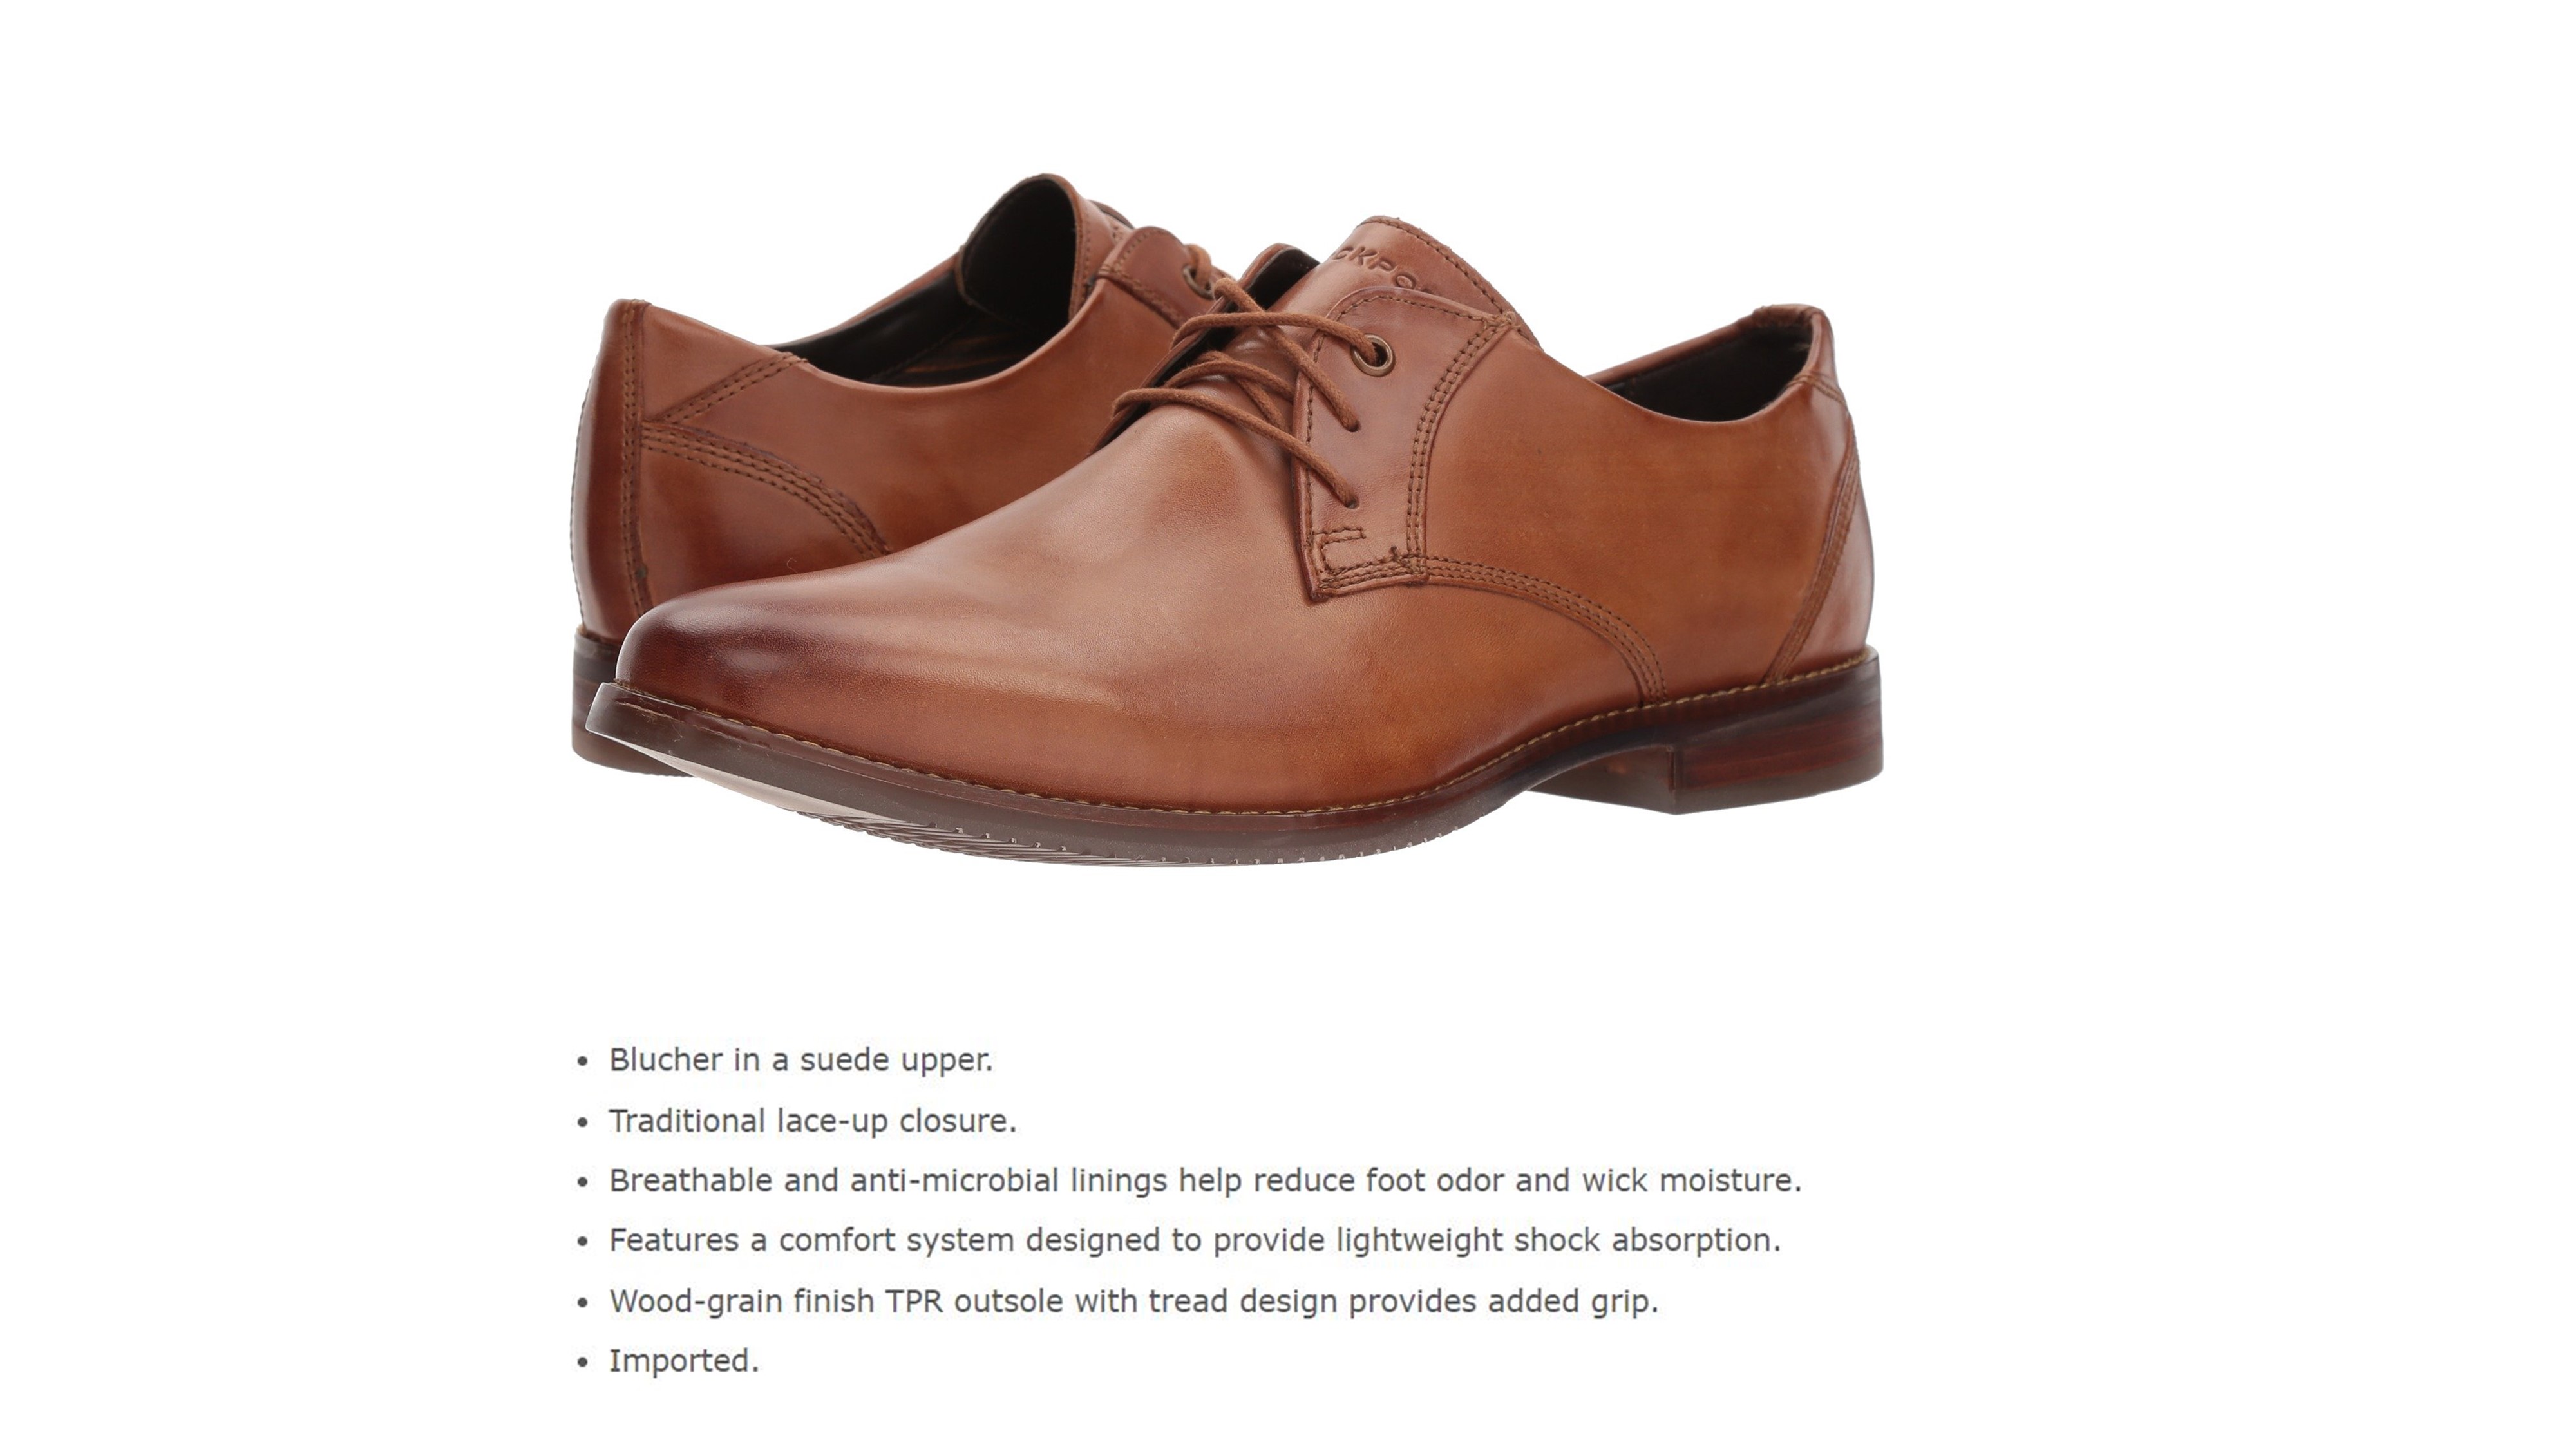 CKPO
Blucher in a suede upper.
Traditional lace-up closure.
Breathable and anti-microbial linings help reduce foot odor and wick moisture.
Features a comfort system designed to provide lightweight shock absorption.
Wood-grain finish TPR outsole with tread design provides added grip.
Imported.